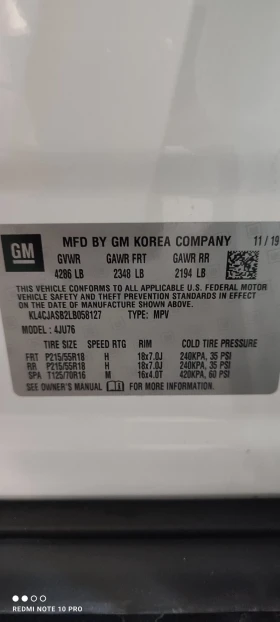 GM
MFD BY GM KOREA COMPANY 11/19
GVWR GAWR FRT GAWR RR
4286 LB 2348 LB 2194 LB
THIS VEHICLE CONFORMS TO ALL APPLICABLE U.S. FEDERAL MOTOR
VEHICLE SAFETY AND THEFT PREVENTION STANDARDS IN EFFECT
ON THE DATE OF MANUFACTURE SHOWN ABOVE.
KL4CJASB2LB058127 TYPE: MPV
MODEL: 4JU76
TIRE SIZE SPEED RTG RIM COLD TIRE PRESSURE
FRT P215/55R18 H 18x7.0J 240KPA, 35 PSI
RR P215/55R18 H 18x7.0J 240KPA, 35 PSI
SPA T125/70R16 M 16x4.0T 420KPA, 60 PSI
SEE OWNER'S MANUAL FOR MORE INFORMATION.
REDMI NOTE 10 PRO